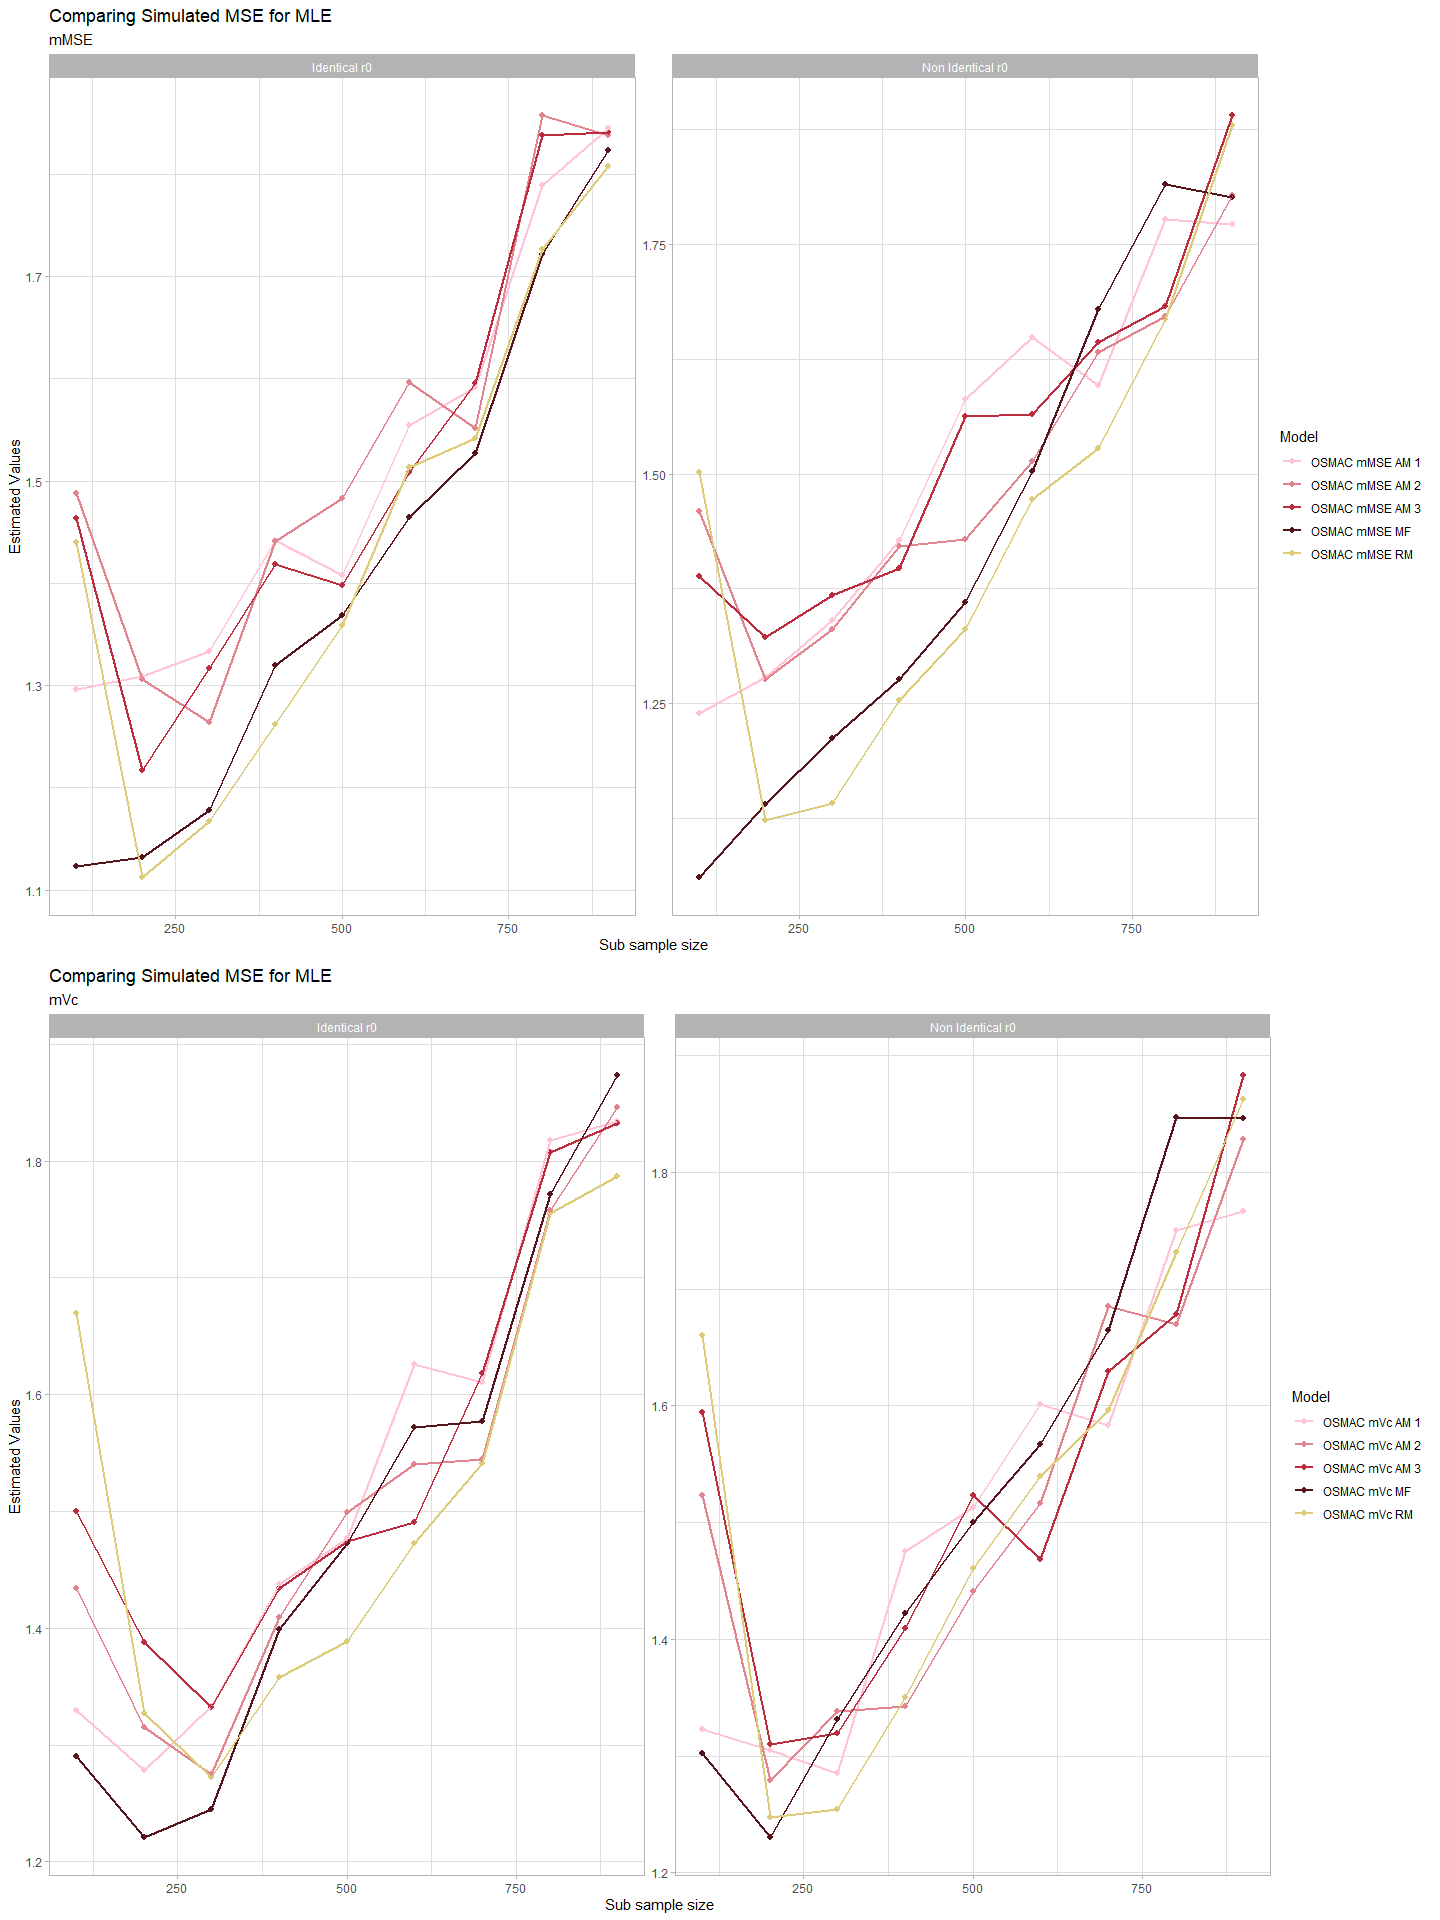 Comparing Simulated MSE for MLE
mMSE
Identical r0
Non Identical r0
Estimated Values
1.7
1.5
1.3
1.1
1.75
1.50
1.25
250
500
750
250
500
750
Sub sample size
Model
OSMAC mMSE AM 1
OSMAC mMSE AM 2
OSMAC mMSE AM 3
OSMAC mMSE MF
OSMAC mMSE RM
Comparing Simulated MSE for MLE
mVc
Identical r0
Non Identical r0
Estimated Values
1.8
1.6
1.4
1.2
1.8
1.6
1.4
1.2
250
500
750
250
500
750
Sub sample size
Model
OSMAC mVc AM 1
OSMAC mVc AM 2
OSMAC mVc AM 3
OSMAC mVc MF
OSMAC mVc RM